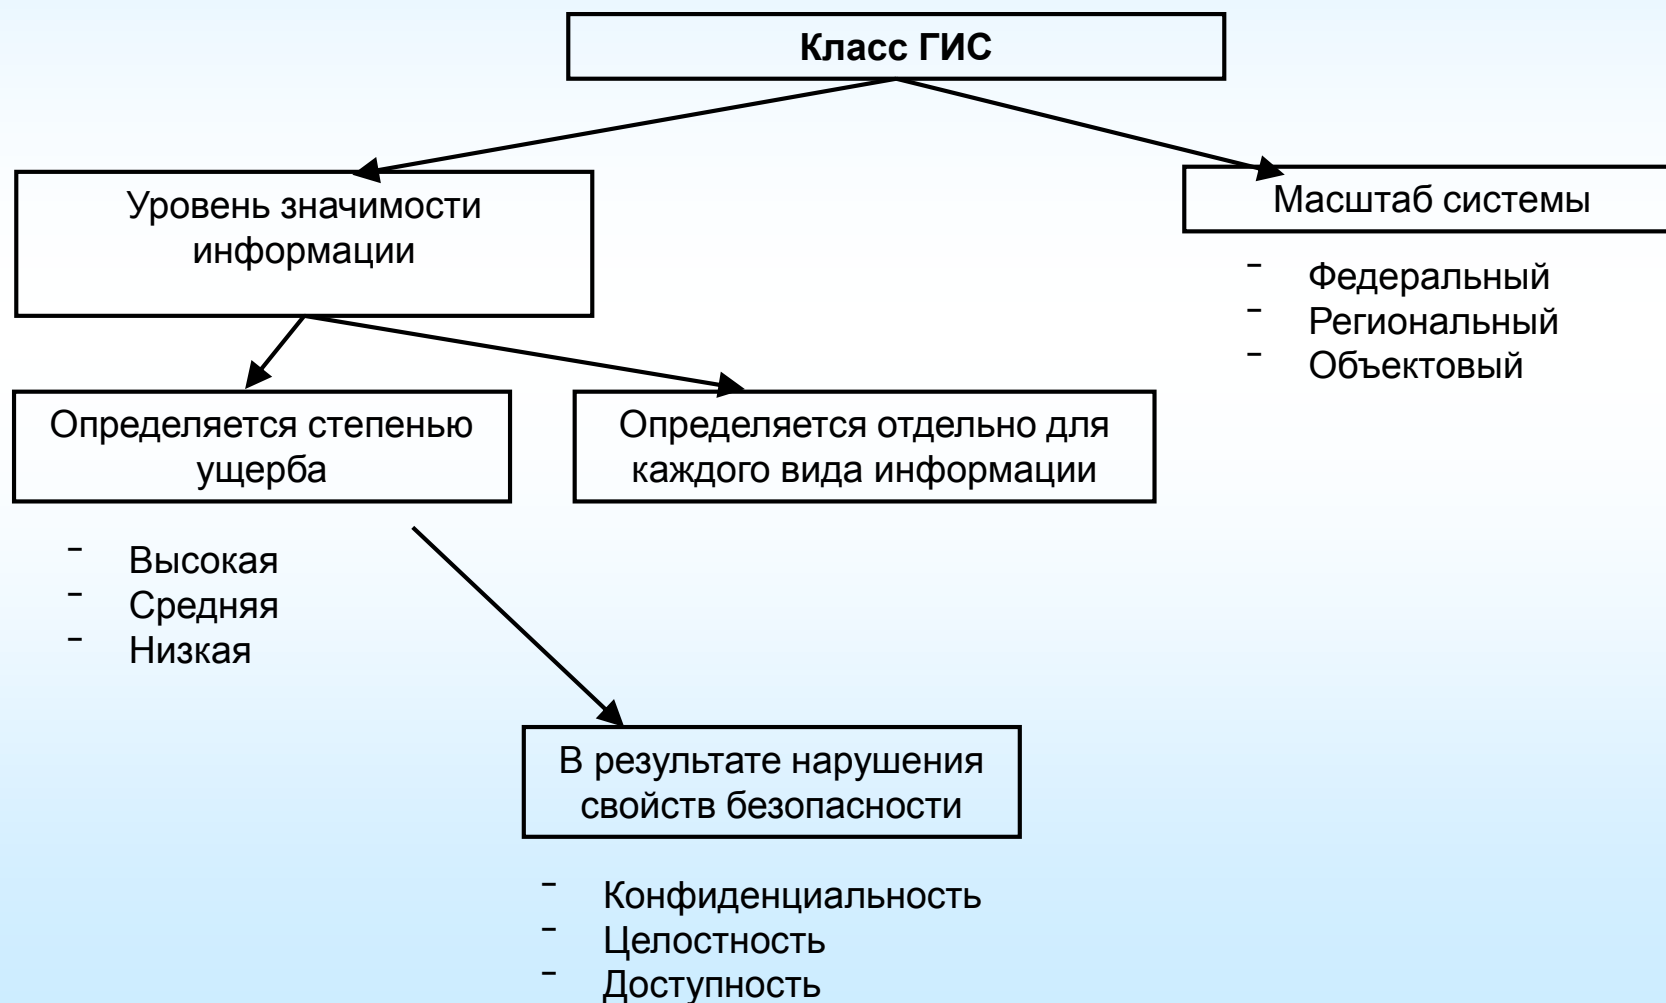 Класс ГИС
Уровень значимости
информации
Масштаб системы
- Федеральный
- Региональный
- Объектовый
Определяется степенью
ущерба
Определяется отдельно для
каждого вида информации
- Высокая
- Средняя
- Низкая
В результате нарушения
свойств безопасности
- Конфиденциальность
- Целостность
- Доступность